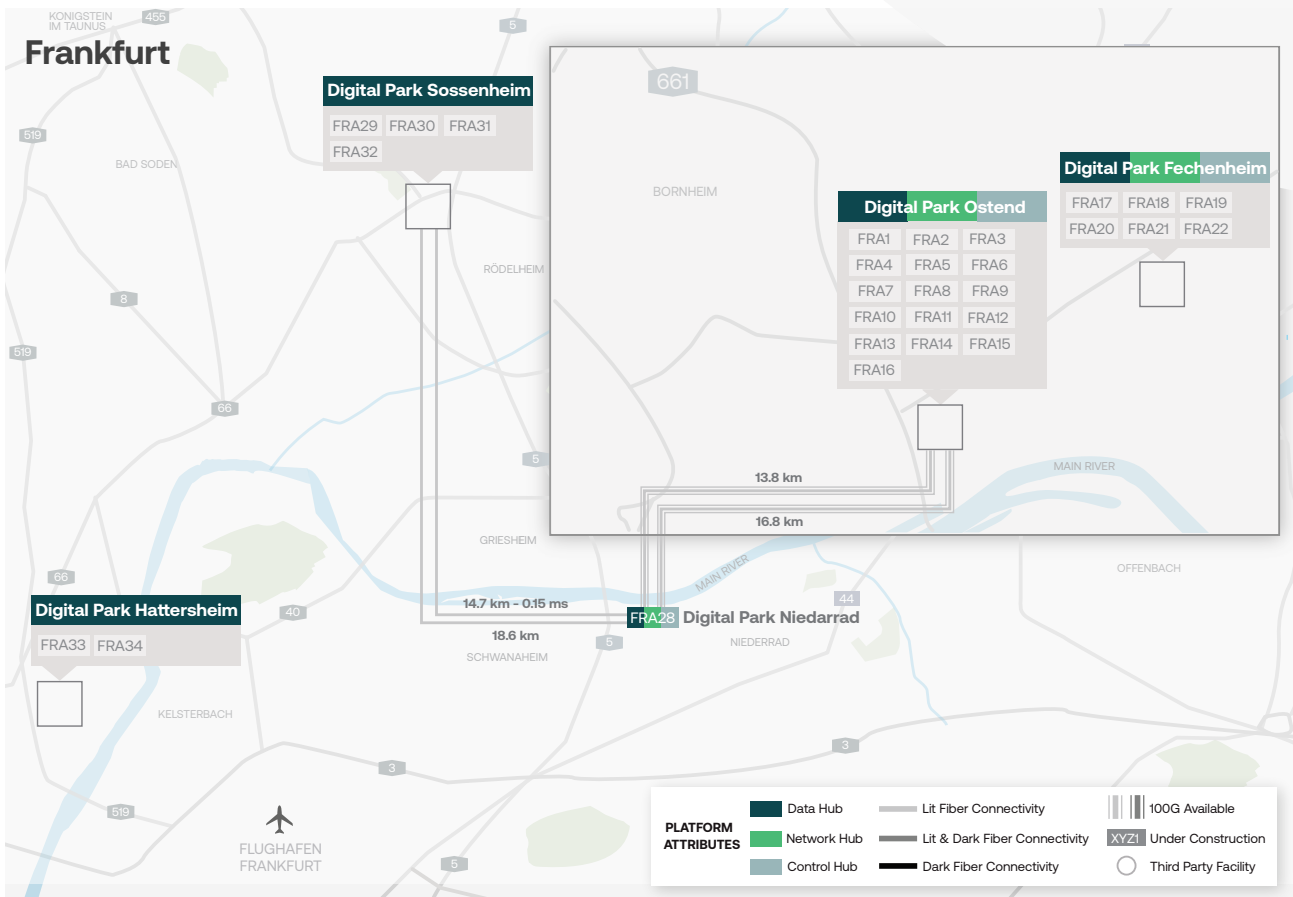 KÖNIGSTEIN
IM TAUNUS
455
5
Frankfurt
661
Digital Park Sossenheim
FRA29 FRA30 FRA31
FRA32
519
BAD SODEN
BORNHEIM
Digital Park Fechenheim
FRA17 FRA18 FRA19
FRA20 FRA21 FRA22
Digital Park Ostend
FRA1 FRA2 FRA3
FRA4 FRA5 FRA6
FRA7 FRA8 FRA9
FRA10 FRA11 FRA12
FRA13 FRA14 FRA15
FRA16
RÖDELHEIM
8
519
66
5
MAIN RIVER
13.8 km
16.8 km
GRIESHEIM
MAIN RIVER
OFFENBACH
66
44
Digital Park Hattersheim
FRA33 FRA34
40
14.7 km - 0.15 ms
18.6 km
FRA28 Digital Park Niedarrad
5
NIEDERRAD
SCHWANAHEIM
KELSTERBACH
3
3
519
FLUGHAFEN
FRANKFURT
5
PLATFORM
ATTRIBUTES
Data Hub
Network Hub
Control Hub
Lit Fiber Connectivity
Lit & Dark Fiber Connectivity
Dark Fiber Connectivity
100G Available
XYZ1 Under Construction
Third Party Facility